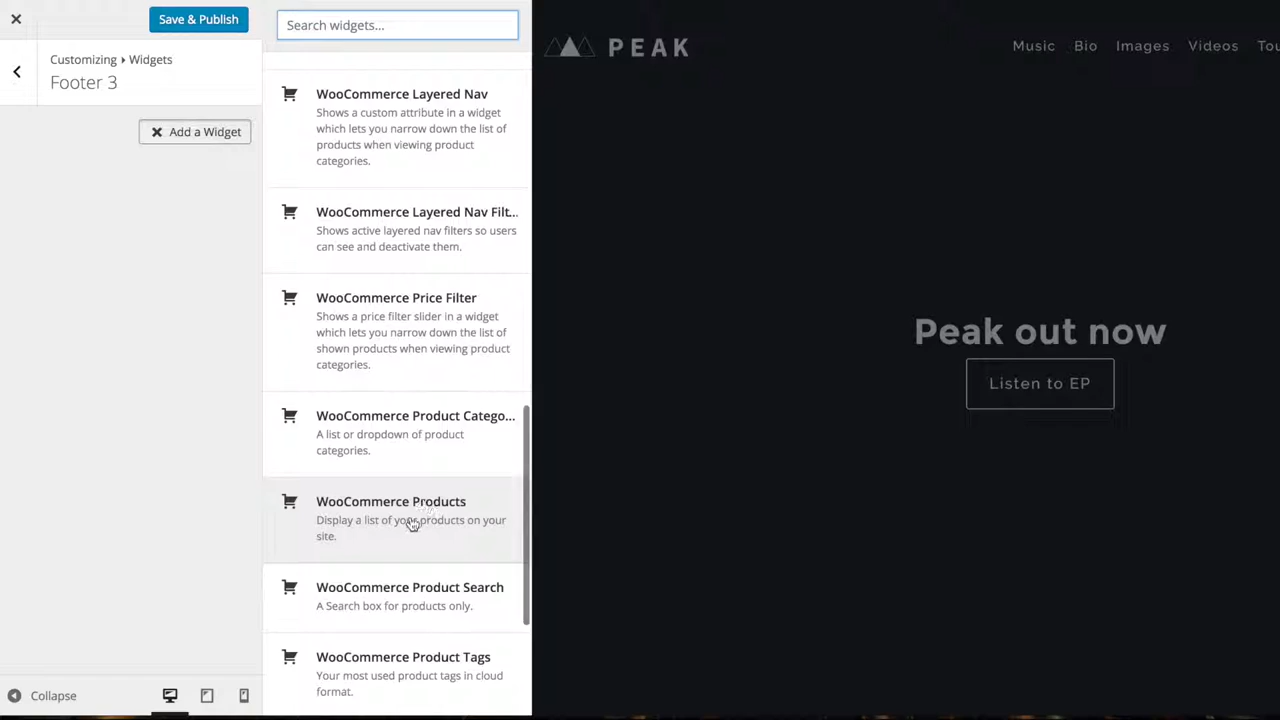 Save & Publish
Customizing ▸ Widgets
Footer 3
Add a Widget
Collapse
Search widgets...
WooCommerce Layered Nav
Shows a custom attribute in a widget
which lets you narrow down the list of
products when viewing product
categories.
WooCommerce Layered Nav Filt...
Shows active layered nav filters so users
can see and deactivate them.
WooCommerce Price Filter
Shows a price filter slider in a widget
which lets you narrow down the list of
shown products when viewing product
categories.
WooCommerce Product Catego...
A list or dropdown of product
categories.
WooCommerce Products
Display a list of your products on your
site.
WooCommerce Product Search
A Search box for products only.
WooCommerce Product Tags
Your most used product tags in cloud
format.
PEAK
Music Bio Images Videos Tou
Peak out now
Listen to EP